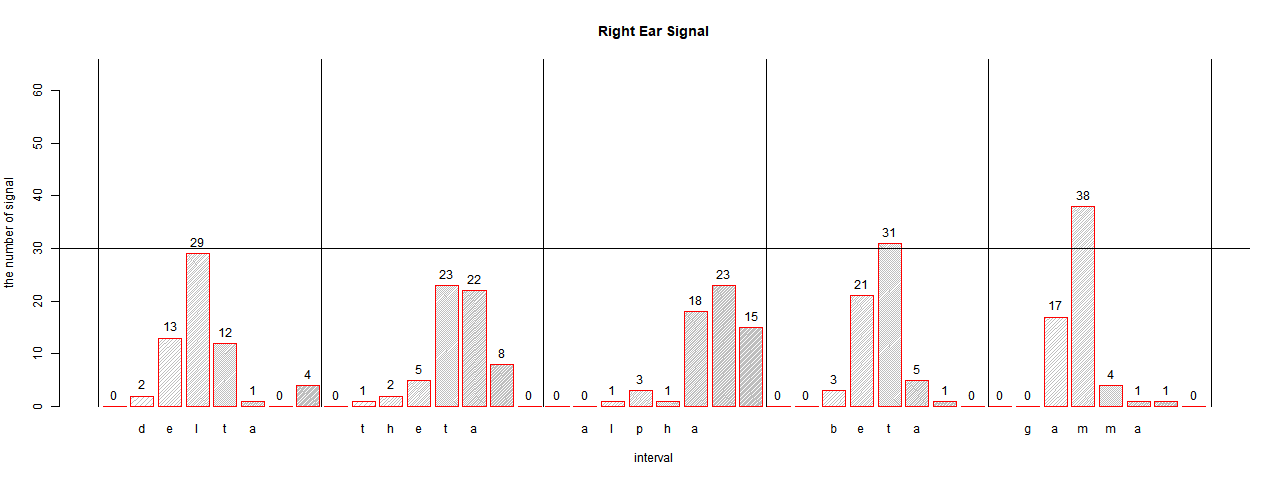 Right Ear Signal
the number of signal
60
50
40
30
20
10
0
0 2 13 29 12 1 0 4
0 1 2 5 23 22 8 0
0 0 1 3 1 18 23 15
0 0 3 21 31 5 1 0
0 0 17 38 4 1 1 0
d e l t a t h e t a a l p h a b e t a g a m m a
interval